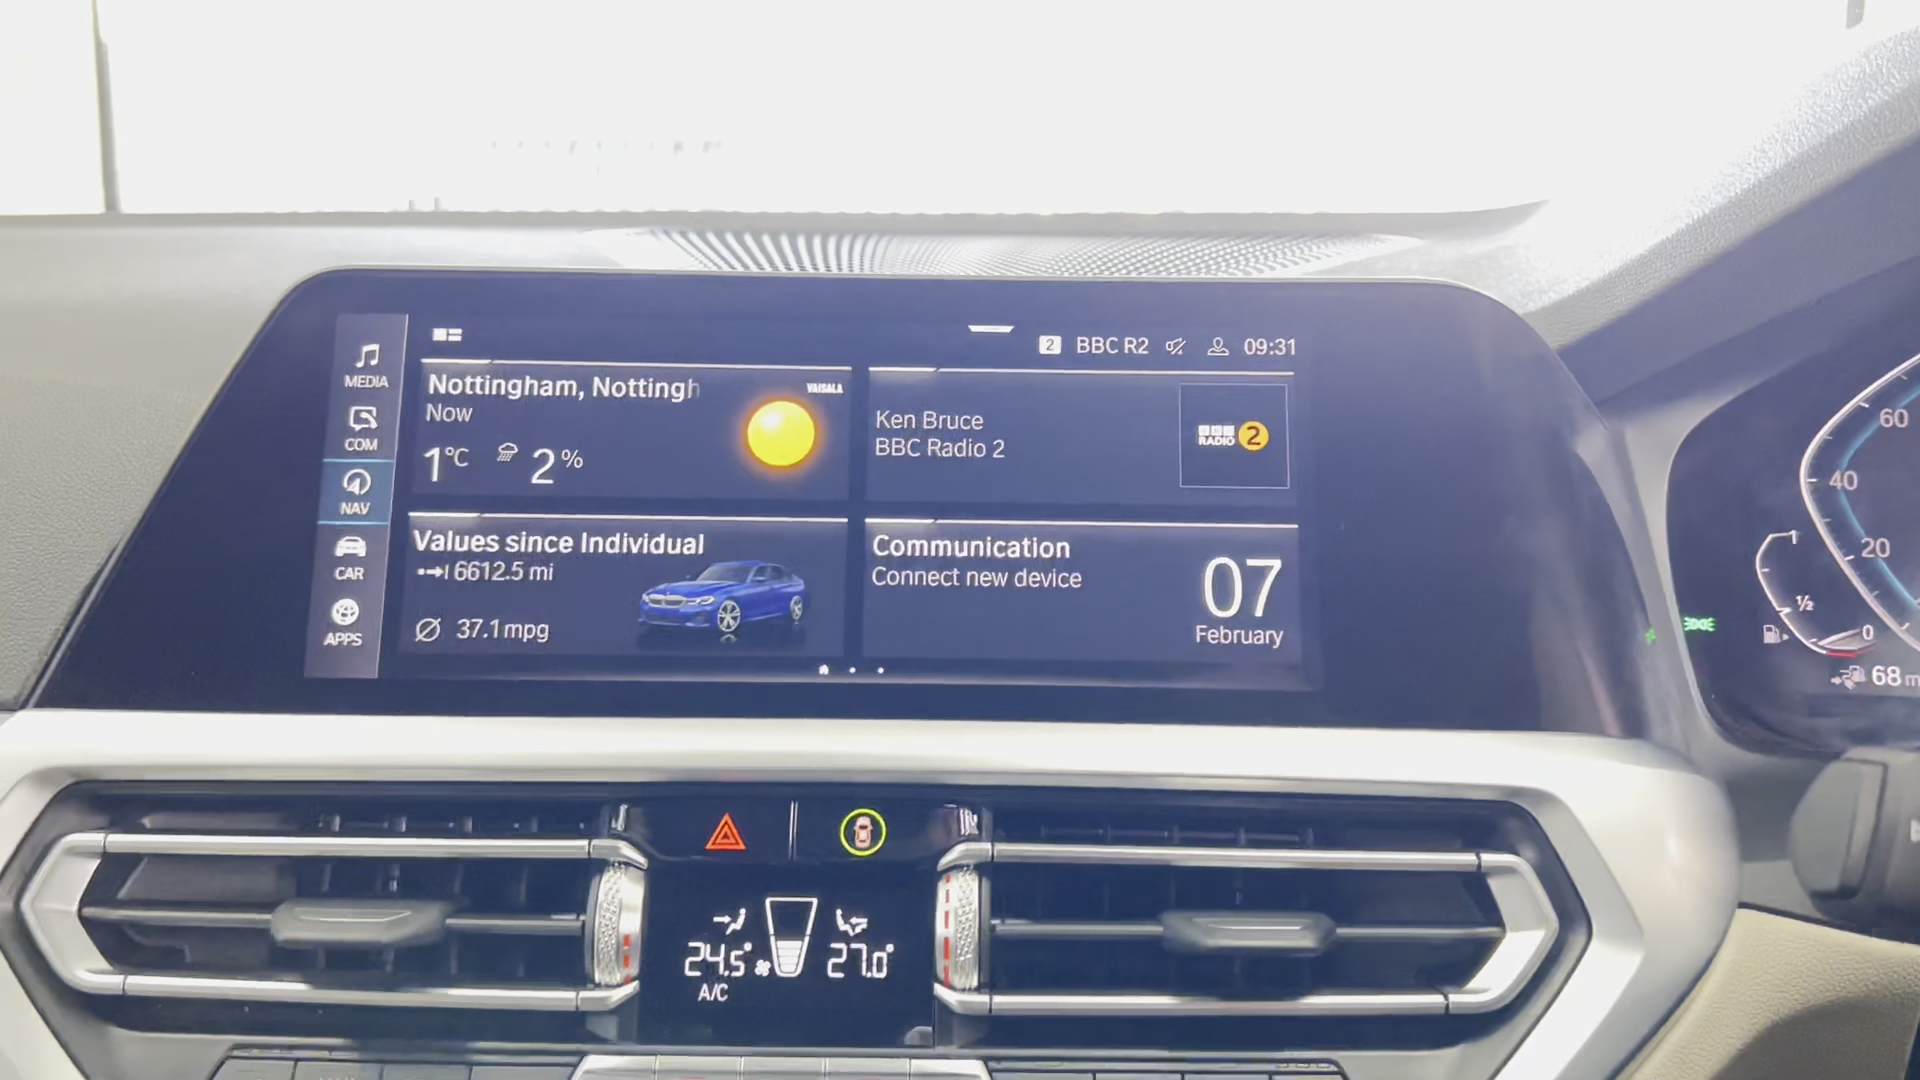 MEDIA
COM
NAV
CAR
APPS
2 BBC R2 09:31
Nottingham, Nottingh
Now
VAISALA
1°C 2%
Ken Bruce
BBC Radio 2
BBC
RADIO 2
Values since Individual
6612.5 mi
Ø 37.1 mpg
Communication
Connect new device
07
February
60
40
20
1
1/2
0
68
24.5°
A/C
27.0°